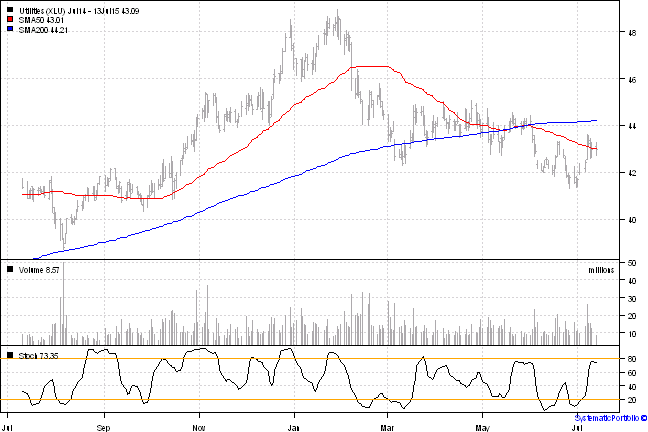 Utilities (XLU) Jul14 - 13Jul15 43.09
SMA50 43.01
SMA200 44.21
48
46
44
42
40
Volume 8.57
millions
50
40
30
20
10
Stoch 73.35
80
60
40
20
Jul Sep Nov Jan Mar May Jul
SystematicPortfolio ©